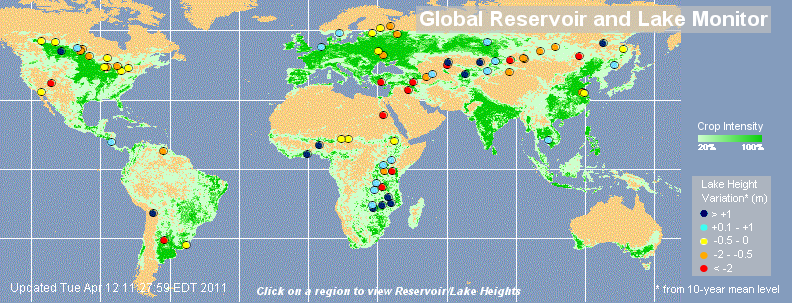 Global Reservoir and Lake Monitor
Crop Intensity
20% 100%
Lake Height
Variation* (m)
> +1
+0.1 - +1
-0.5 - 0
-2 - -0.5
< -2
Updated Tue Apr 12 11:27:59 EDT 2011
Click on a region to view Reservoir/Lake Heights
* from 10-year mean level